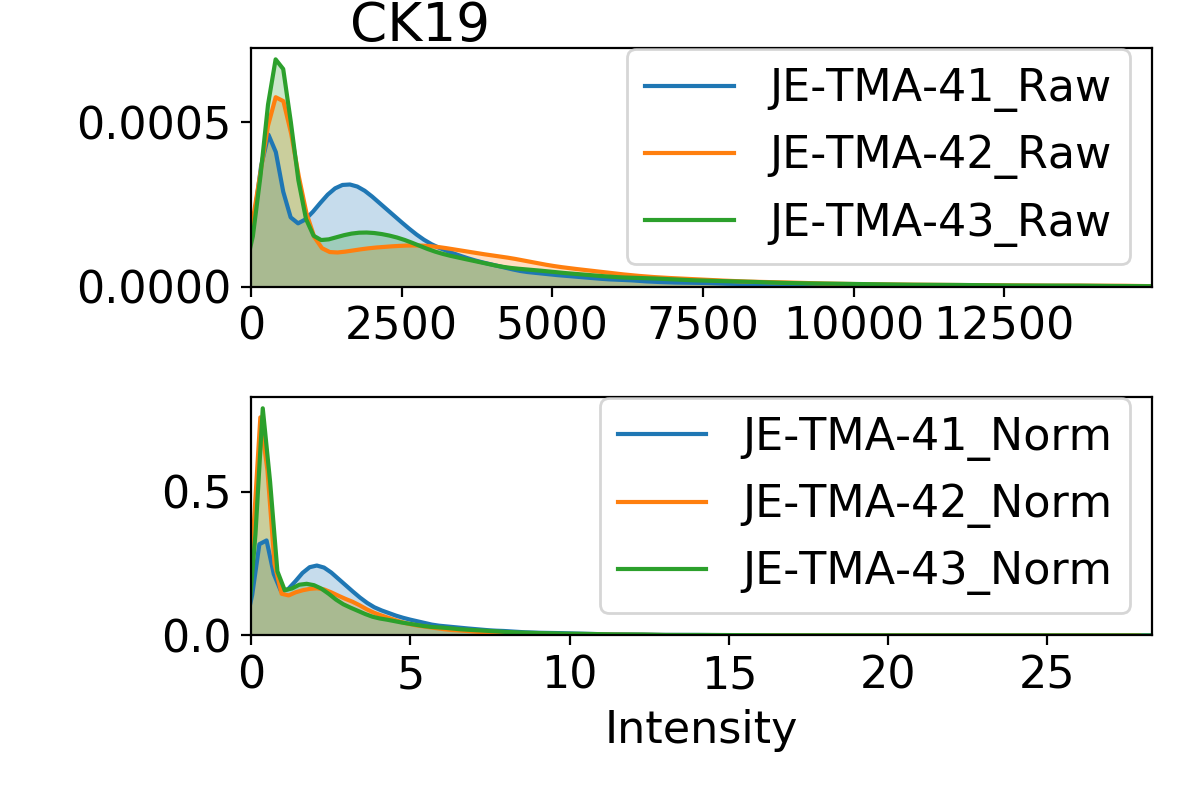 CK19
0.0005
0.0000
JE-TMA-41_Raw
JE-TMA-42_Raw
JE-TMA-43_Raw
0 2500 5000 7500 10000 12500
0.5
0.0
JE-TMA-41_Norm
JE-TMA-42_Norm
JE-TMA-43_Norm
0 5 10 15 20 25
Intensity